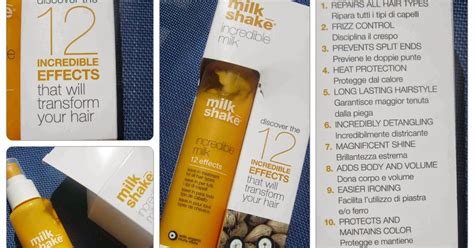 discover the
12
INCREDIBLE
EFFECTS
that will
transform
your hair
milk
shake
milk
shake
incredible
milk
milk
shake
incredible
milk
12 effects
discover the
12
INCREDIBLE
EFFECTS
that will
transform
your hair
1. REPAIRS ALL HAIR TYPES
Ripara tutti i tipi di capelli
2. FRIZZ CONTROL
Disciplina il crespo
3. PREVENTS SPLIT ENDS
Previene le doppie punte
4. HEAT PROTECTION
Protegge dal calore
5. LONG LASTING HAIRSTYLE
Garantisce maggior tenuta
dalla piega
6. INCREDIBLY DETANGLING
Incredibilmente districante
7. MAGNIFICENT SHINE
Brillantezza estrema
8. ADDS BODY AND VOLUME
Dona corpo e volume
9. EASIER IRONING
Facilita l'utilizzo di piastra
e/o ferro
10. PROTECTS AND
MAINTAINS COLOR
Protegge e mantiene